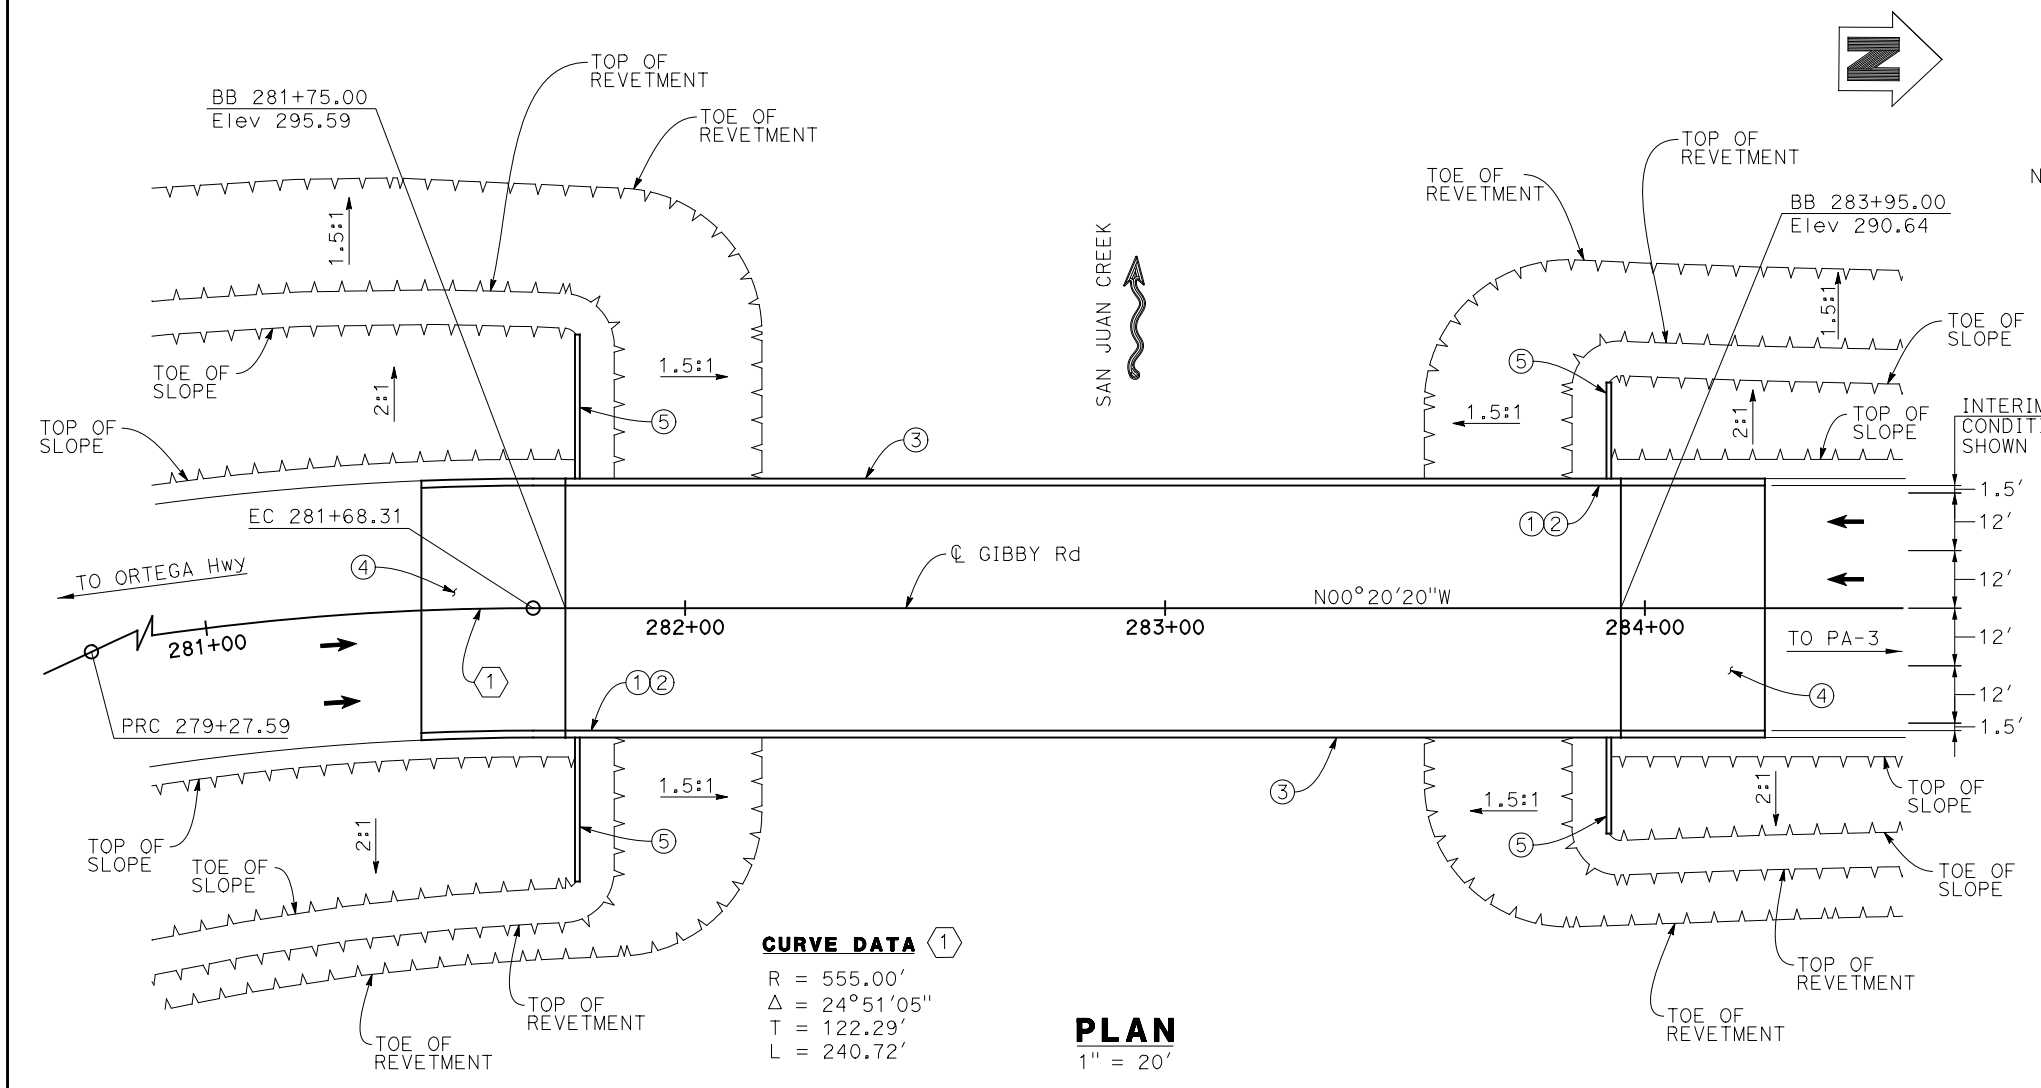 TOP OF
REVETMENT
BB 281+75.00
Elev 295.59
TOE OF
REVETMENT
N
TOP OF
REVETMENT
TOE OF
REVETMENT
N
BB 283+95.00
Elev 290.64
1.5:1
SAN JUAN CREEK
1.5:1
TOE OF
SLOPE
TOE OF
SLOPE
2:1
1.5:1
5
5
1.5:1
2:1
TOP OF
SLOPE
INTERIM
CONDITI
SHOWN
TOP OF
SLOPE
5
3
1.5'
EC 281+68.31
1 2
12'
TO ORTEGA Hwy
4
℄ GIBBY Rd
N00°20'20"W
12'
281+00
282+00
283+00
284+00
TO PA-3
12'
1
1 2
4
12'
PRC 279+27.59
1.5'
1.5:1
3
1.5:1
2:1
TOP OF
SLOPE
TOP OF
SLOPE
2:1
5
5
TOE OF
SLOPE
TOE OF
SLOPE
CURVE DATA 1
R = 555.00'
Δ = 24°51'05"
T = 122.29'
L = 240.72'
TOP OF
REVETMENT
TOE OF
REVETMENT
TOP OF
REVETMENT
TOE OF
REVETMENT
PLAN
1" = 20'